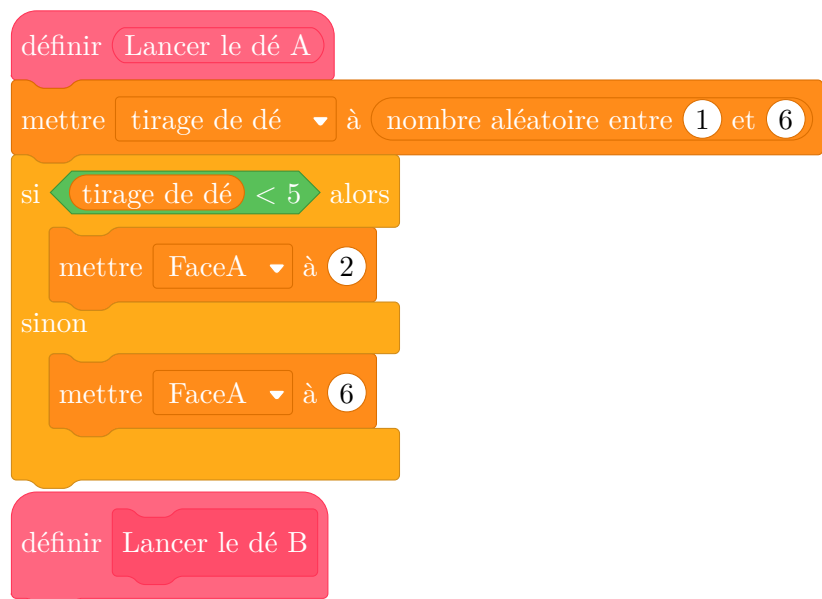 définir Lancer le dé A
mettre tirage de dé à nombre aléatoire entre 1 et 6
si tirage de dé < 5 alors
mettre FaceA à 2
sinon
mettre FaceA à 6
définir Lancer le dé B